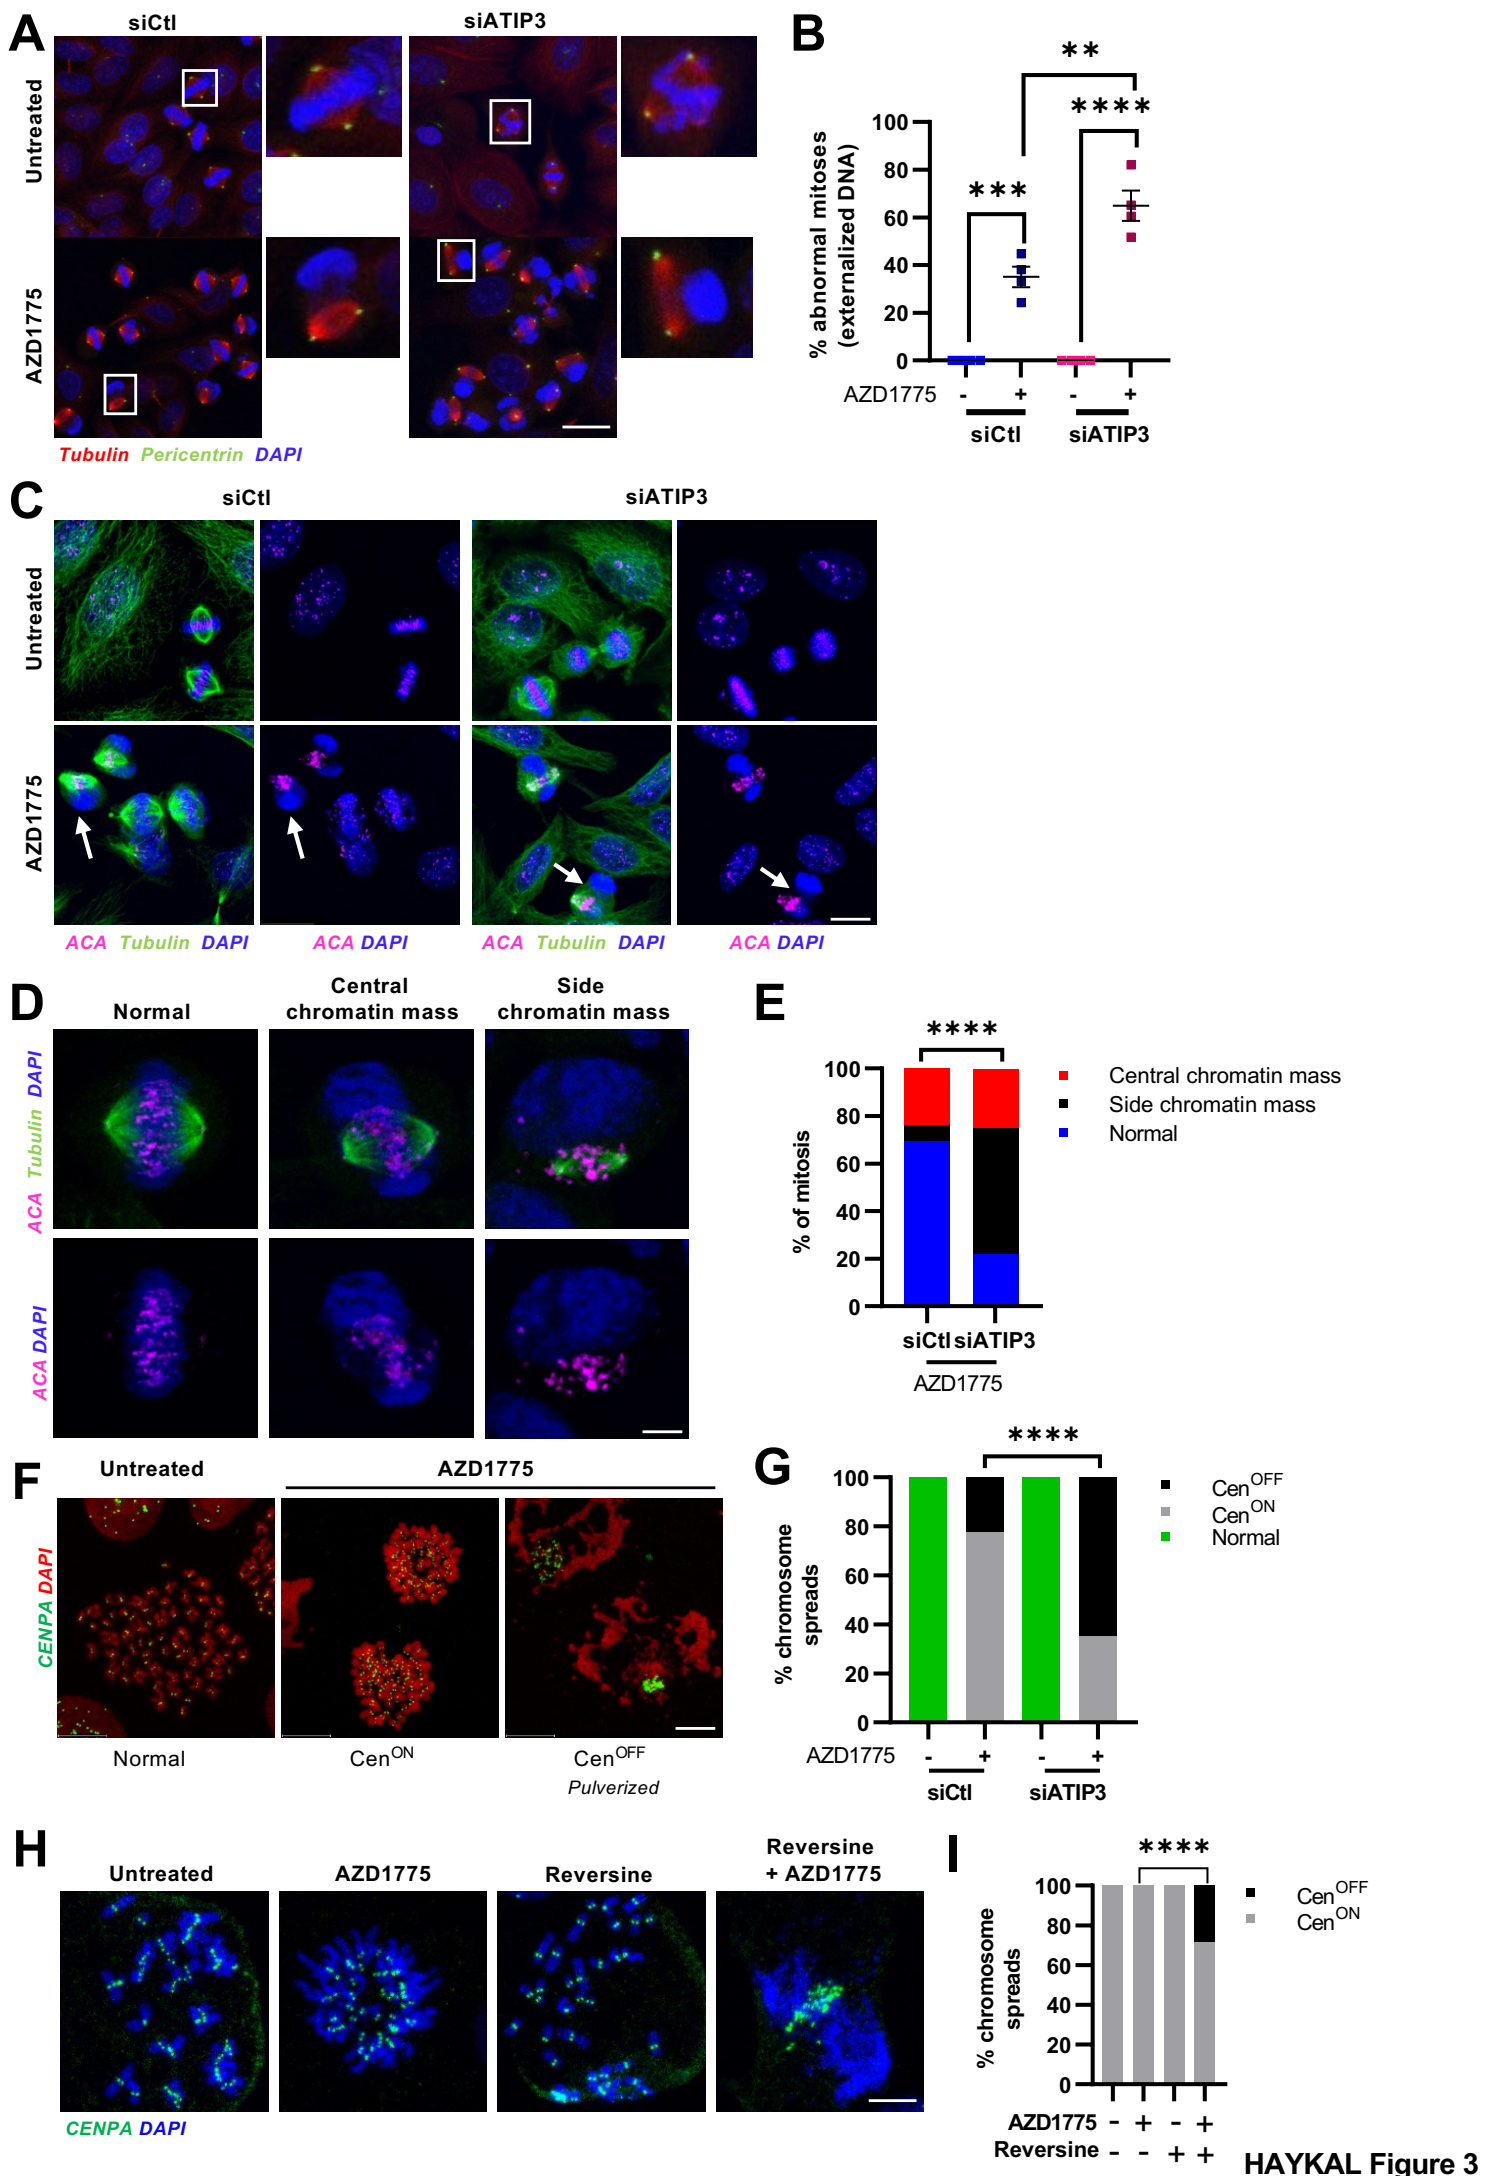 A
siCtl
siATIP3
Untreated
AZD1775
Tubulin Pericentrin DAPI
B
**
****
***
% abnormal mitoses
(externalized DNA)
100
80
60
40
20
0
AZD1775 - + - +
siCtl siATIP3
C
siCtl
siATIP3
Untreated
AZD1775
ACA Tubulin DAPI
ACA DAPI
ACA Tubulin DAPI
ACA DAPI
D
Normal
Central
chromatin mass
Side
chromatin mass
ACA Tubulin DAPI
ACA DAPI
E
****
% of mitosis
100
80
60
40
20
0
siCtl siATIP3
AZD1775
Central chromatin mass
Side chromatin mass
Normal
F
Untreated
AZD1775
CENPA DAPI
Normal
CenON
CenOFF
Pulverized
G
****
% chromosome
spreads
100
80
60
40
20
0
AZD1775 - + - +
siCtl siATIP3
CenOFF
CenON
Normal
H
Untreated
AZD1775
Reversine
Reversine
+ AZD1775
CENPA DAPI
I
****
% chromosome
spreads
100
80
60
40
20
0
AZD1775 - + - +
Reversine - - + +
CenOFF
CenON
HAYKAL Figure 3